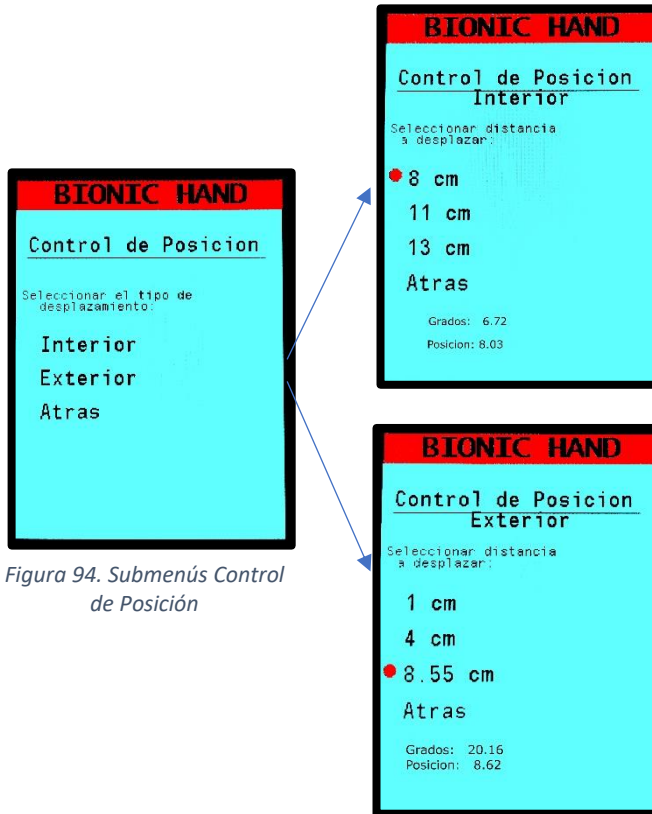 BIONIC HAND
Control de Posicion
Seleccionar el tipo de
desplazamiento:
Interior
Exterior
Atras
Figura 94. Submenús Control
de Posición
BIONIC HAND
Control de Posicion
Interior
Seleccionar distancia
a desplazar:
8 cm
11 cm
13 cm
Atras
Grados: 6.72
Posicion: 8.03
BIONIC HAND
Control de Posicion
Exterior
Seleccionar distancia
a desplazar:
1 cm
4 cm
8.55 cm
Atras
Grados: 20.16
Posicion: 8.62